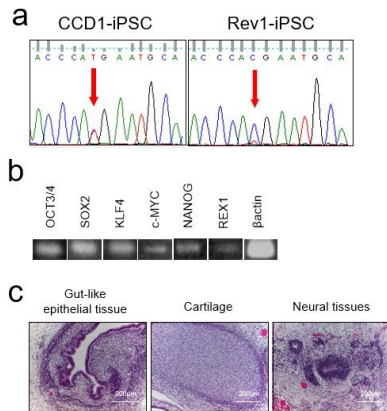 a
CCD1-iPSC
Rev1-iPSC
A C C C A T G A A T G C A
A C C C A C G A A T G C A
b
OCT3/4
SOX2
KLF4
c-MYC
NANOG
REX1
βactin
c
Gut-like
epithelial tissue
Cartilage
Neural tissues
200μm
200μm
200μm